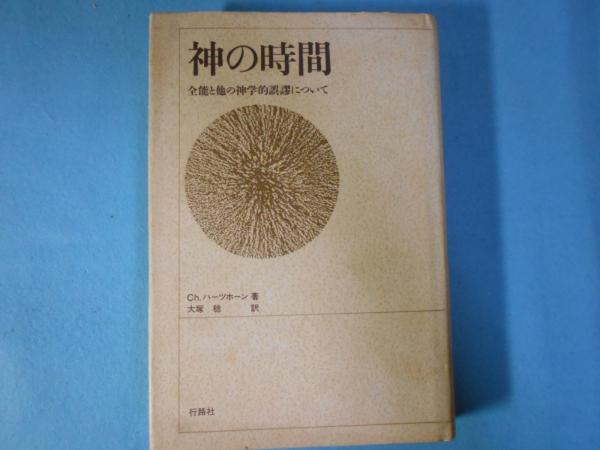 神の時間
全能と他の神学的誤謬について
Ch. ハーツホーン 著
大塚 稔 訳
行路社